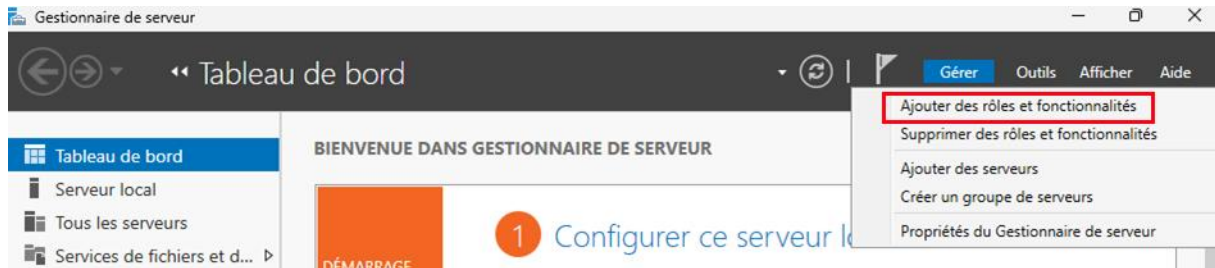 Gestionnaire de serveur
Tableau de bord
Gérer Outils Afficher Aide
Ajouter des rôles et fonctionnalités
Supprimer des rôles et fonctionnalités
Ajouter des serveurs
Créer un groupe de serveurs
Propriétés du Gestionnaire de serveur
Tableau de bord
Serveur local
Tous les serveurs
Services de fichiers et d...
BIENVENUE DANS GESTIONNAIRE DE SERVEUR
1 Configurer ce serveur l
DÉMARRAGE